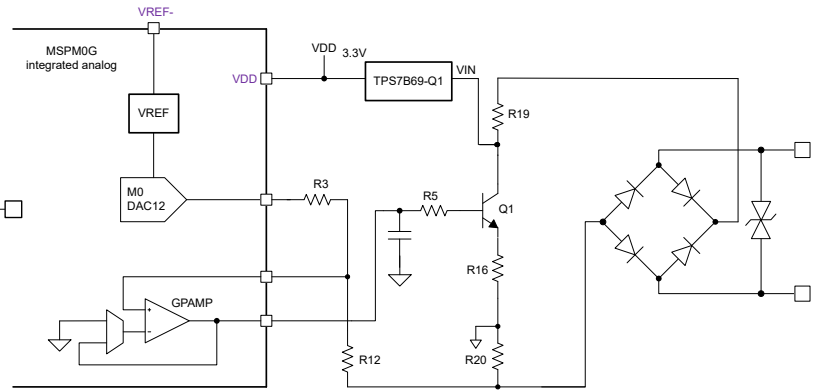 VREF-
MSPM0G
integrated analog
VDD
VDD
3.3V
TPS7B69-Q1
VIN
VREF
R19
M0
DAC12
R3
R5
Q1
R16
GPAMP
+
-
R12
R20